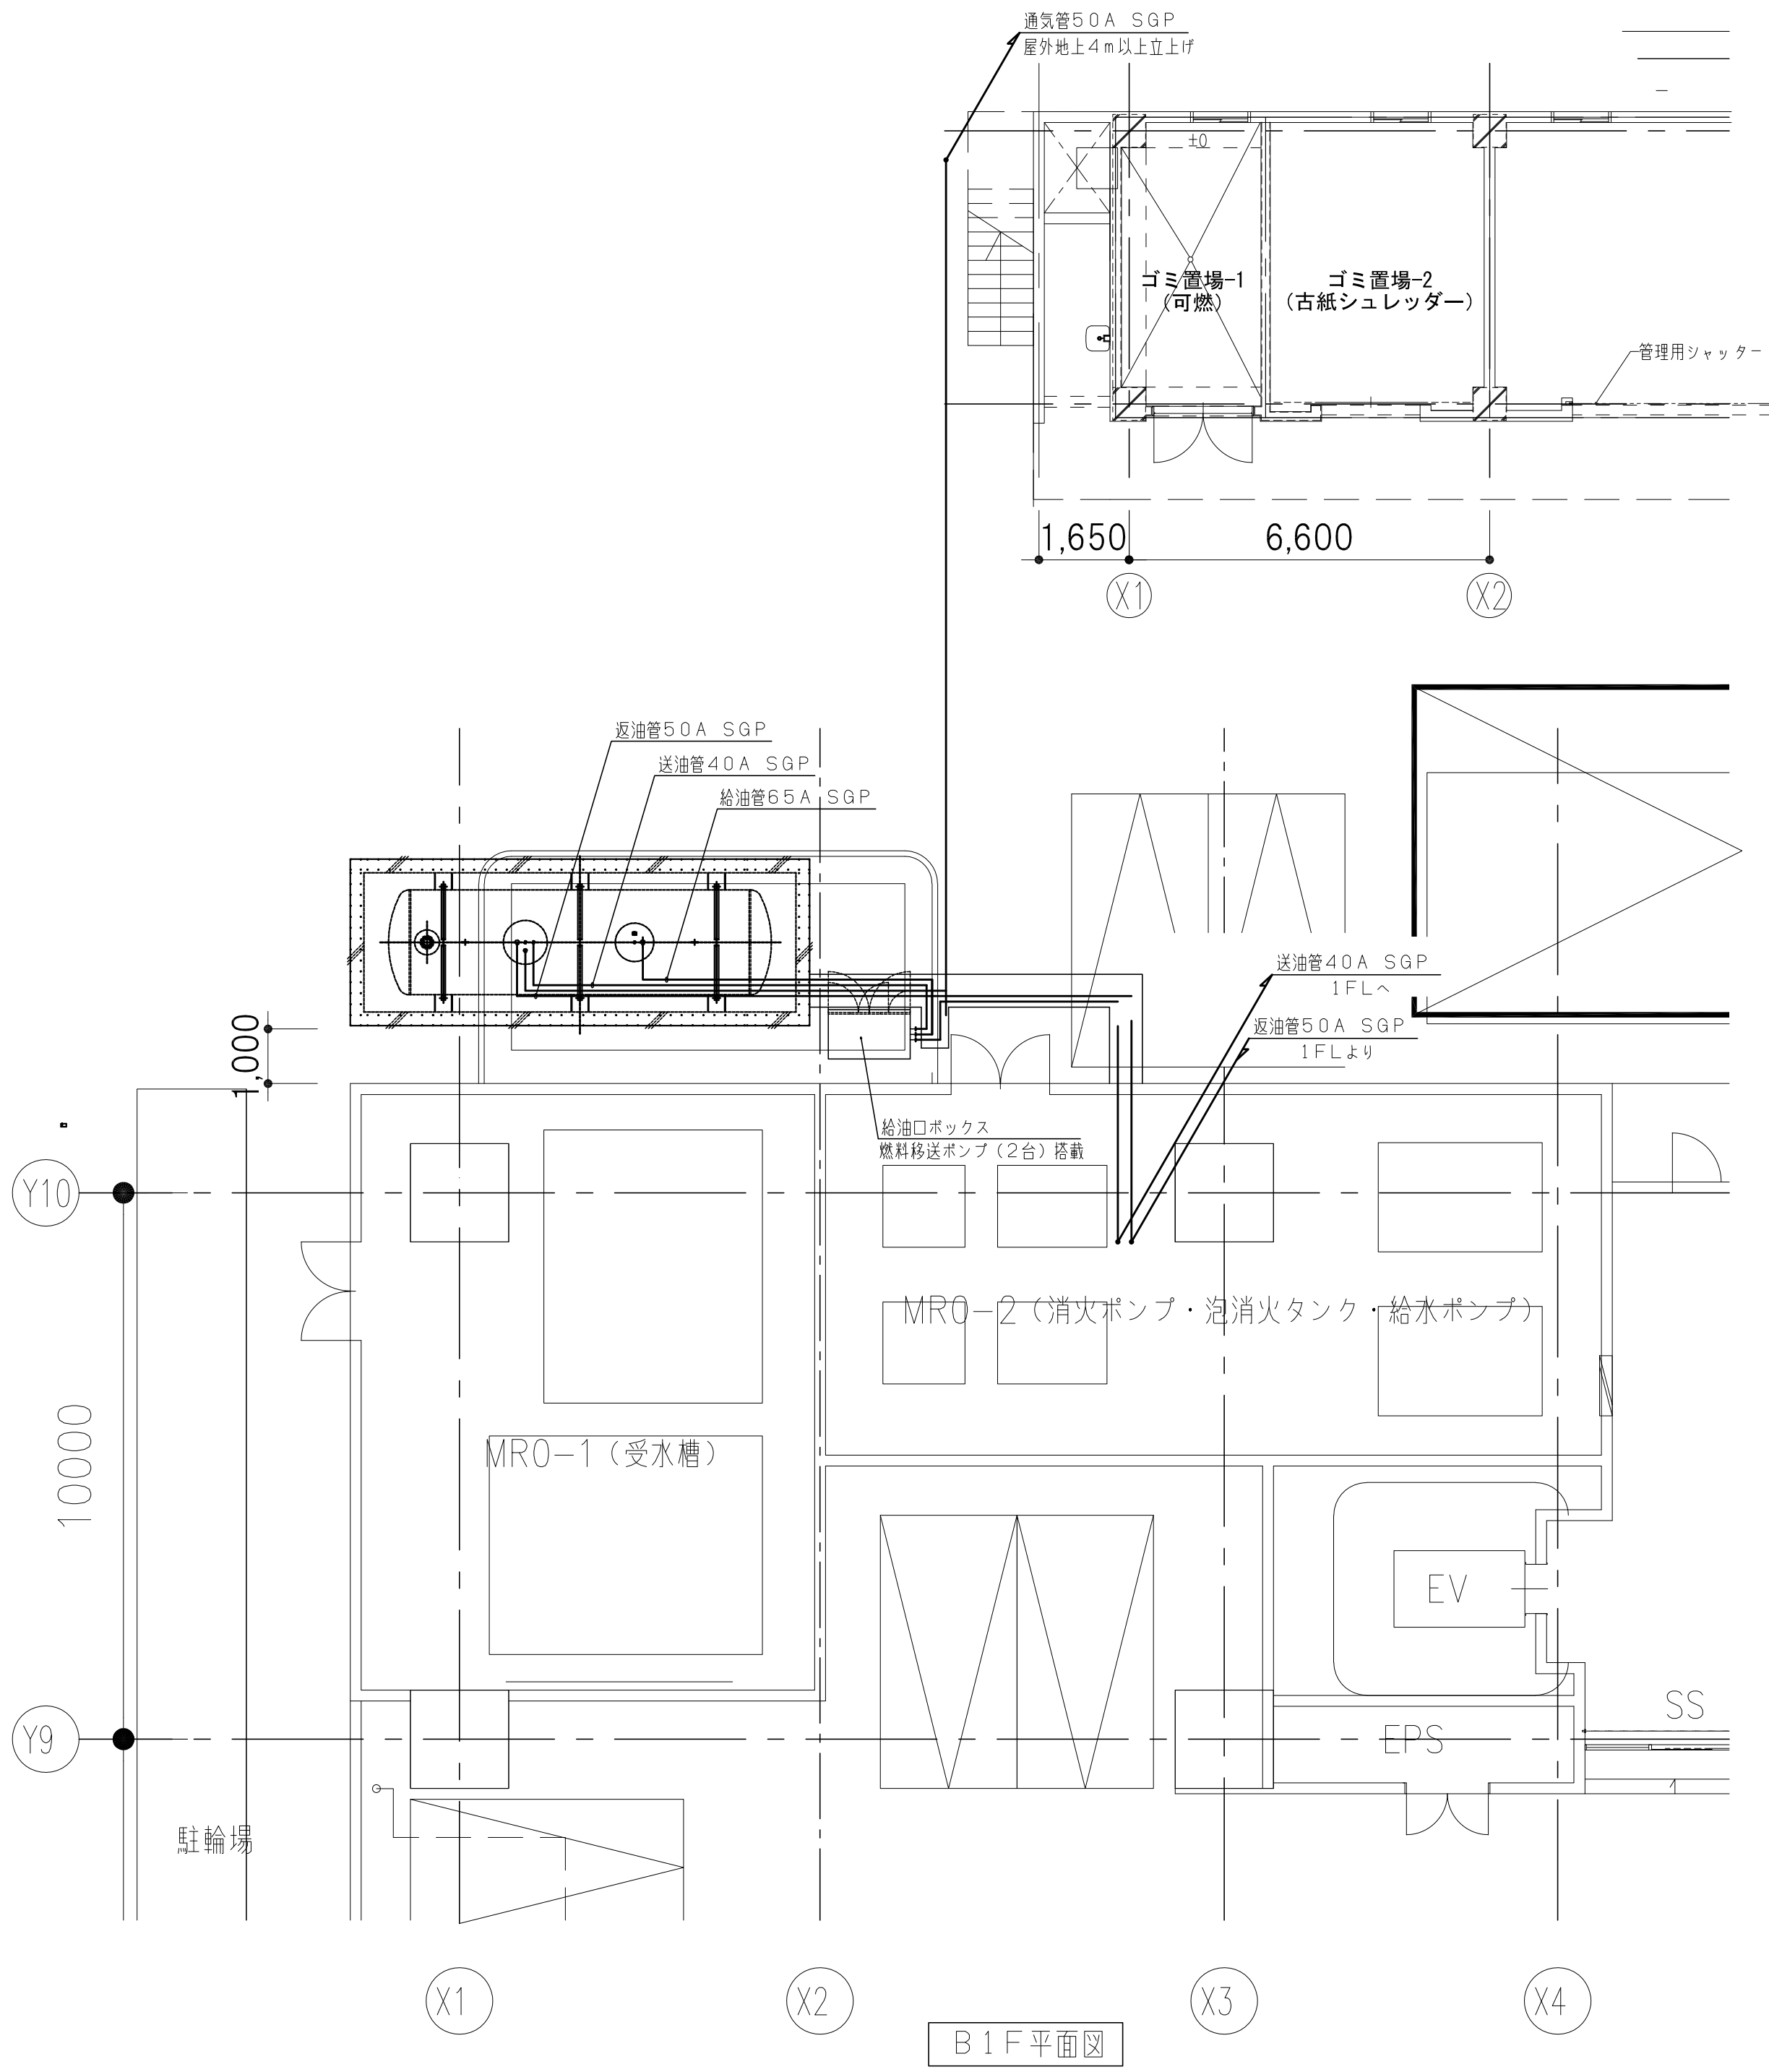 通気管50A SGP
屋外地上4m以上立上げ
±0
ゴミ置場-1
(可燃)
ゴミ置場-2
(古紙シュレッダー)
管理用シャッター
1,650
6,600
X1
X2
返油管50A SGP
送油管40A SGP
給油管65A SGP
送油管40A SGP
1FLへ
返油管50A SGP
1FLより
1,000
給油口ボックス
燃料移送ポンプ(2台)搭載
Y10
MR0-2(消火ポンプ・泡消火タンク・給水ポンプ)
10000
MR0-1(受水槽)
EV
SS
Y9
EPS
駐輪場
X1
X2
X3
X4
B1F平面図